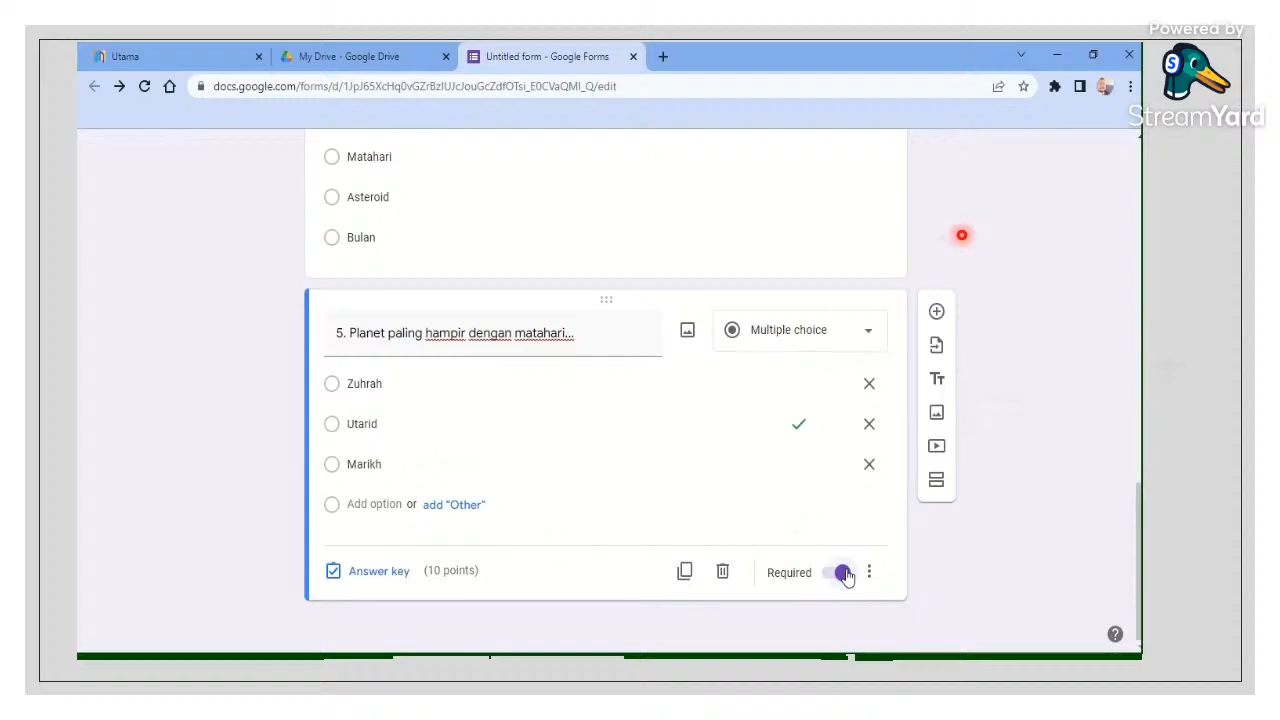 Powered by
StreamYard
Utama
My Drive - Google Drive
Untitled form - Google Forms
docs.google.com/forms/d/1JpJ65XcHq0vGZrBzIUJcJouGcZdfOTsi_E0CVaQMI_Q/edit
Matahari
Asteroid
Bulan
5. Planet paling hampir dengan matahari...
Multiple choice
Zuhrah
Utarid
Marikh
Add option or add "Other"
Answer key (10 points)
Required